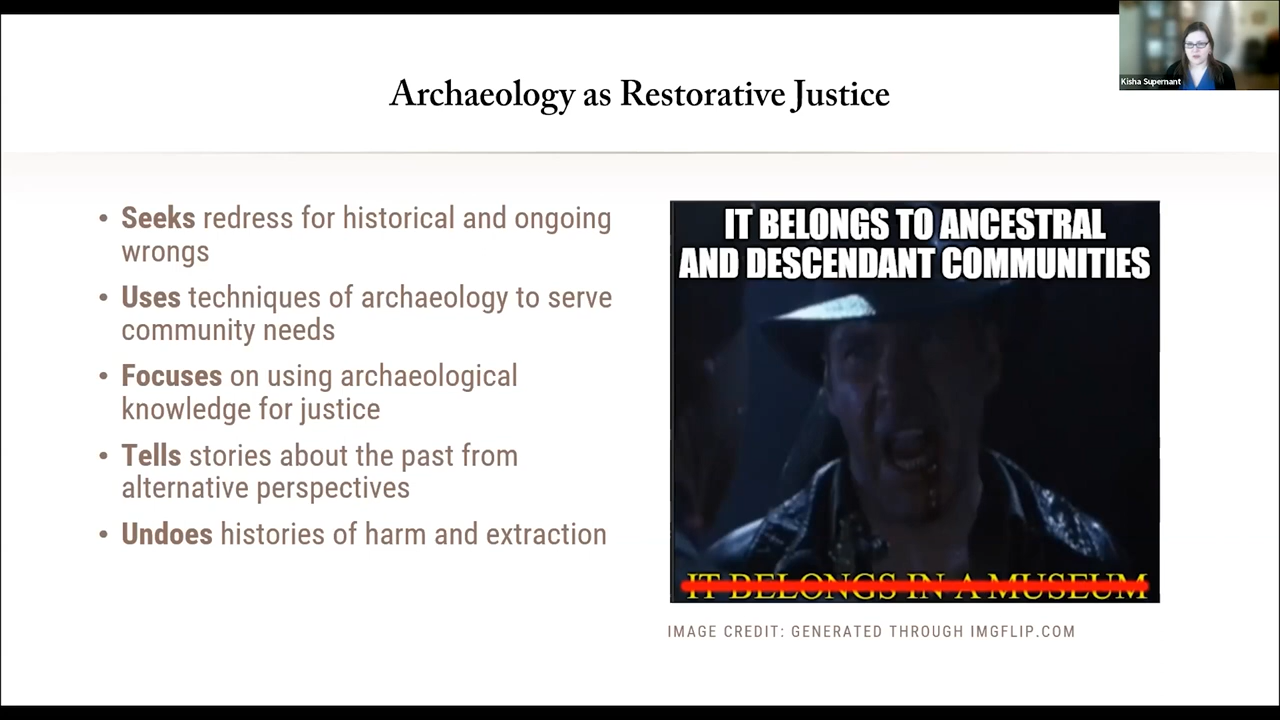 Kisha Supernant
Archaeology as Restorative Justice
• Seeks redress for historical and ongoing
wrongs
• Uses techniques of archaeology to serve
community needs
• Focuses on using archaeological
knowledge for justice
• Tells stories about the past from
alternative perspectives
• Undoes histories of harm and extraction
IT BELONGS TO ANCESTRAL
AND DESCENDANT COMMUNITIES
IT BELONGS IN A MUSEUM
IMAGE CREDIT: GENERATED THROUGH IMGFLIP.COM